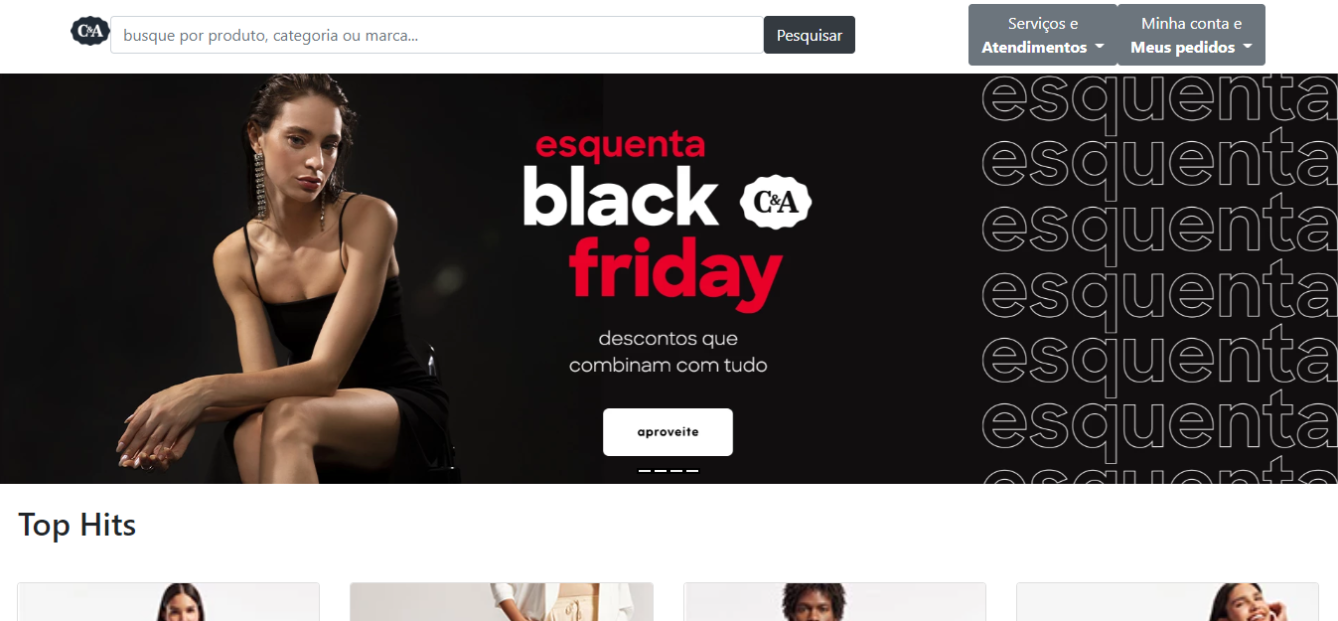 C&A
busque por produto, categoria ou marca...
Pesquisar
Serviços e
Atendimentos
Minha conta e
Meus pedidos
esquenta
black
C&A
friday
descontos que
combinam com tudo
aproveite
esquenta
esquenta
esquenta
esquenta
esquenta
esquenta
esquenta
Top Hits